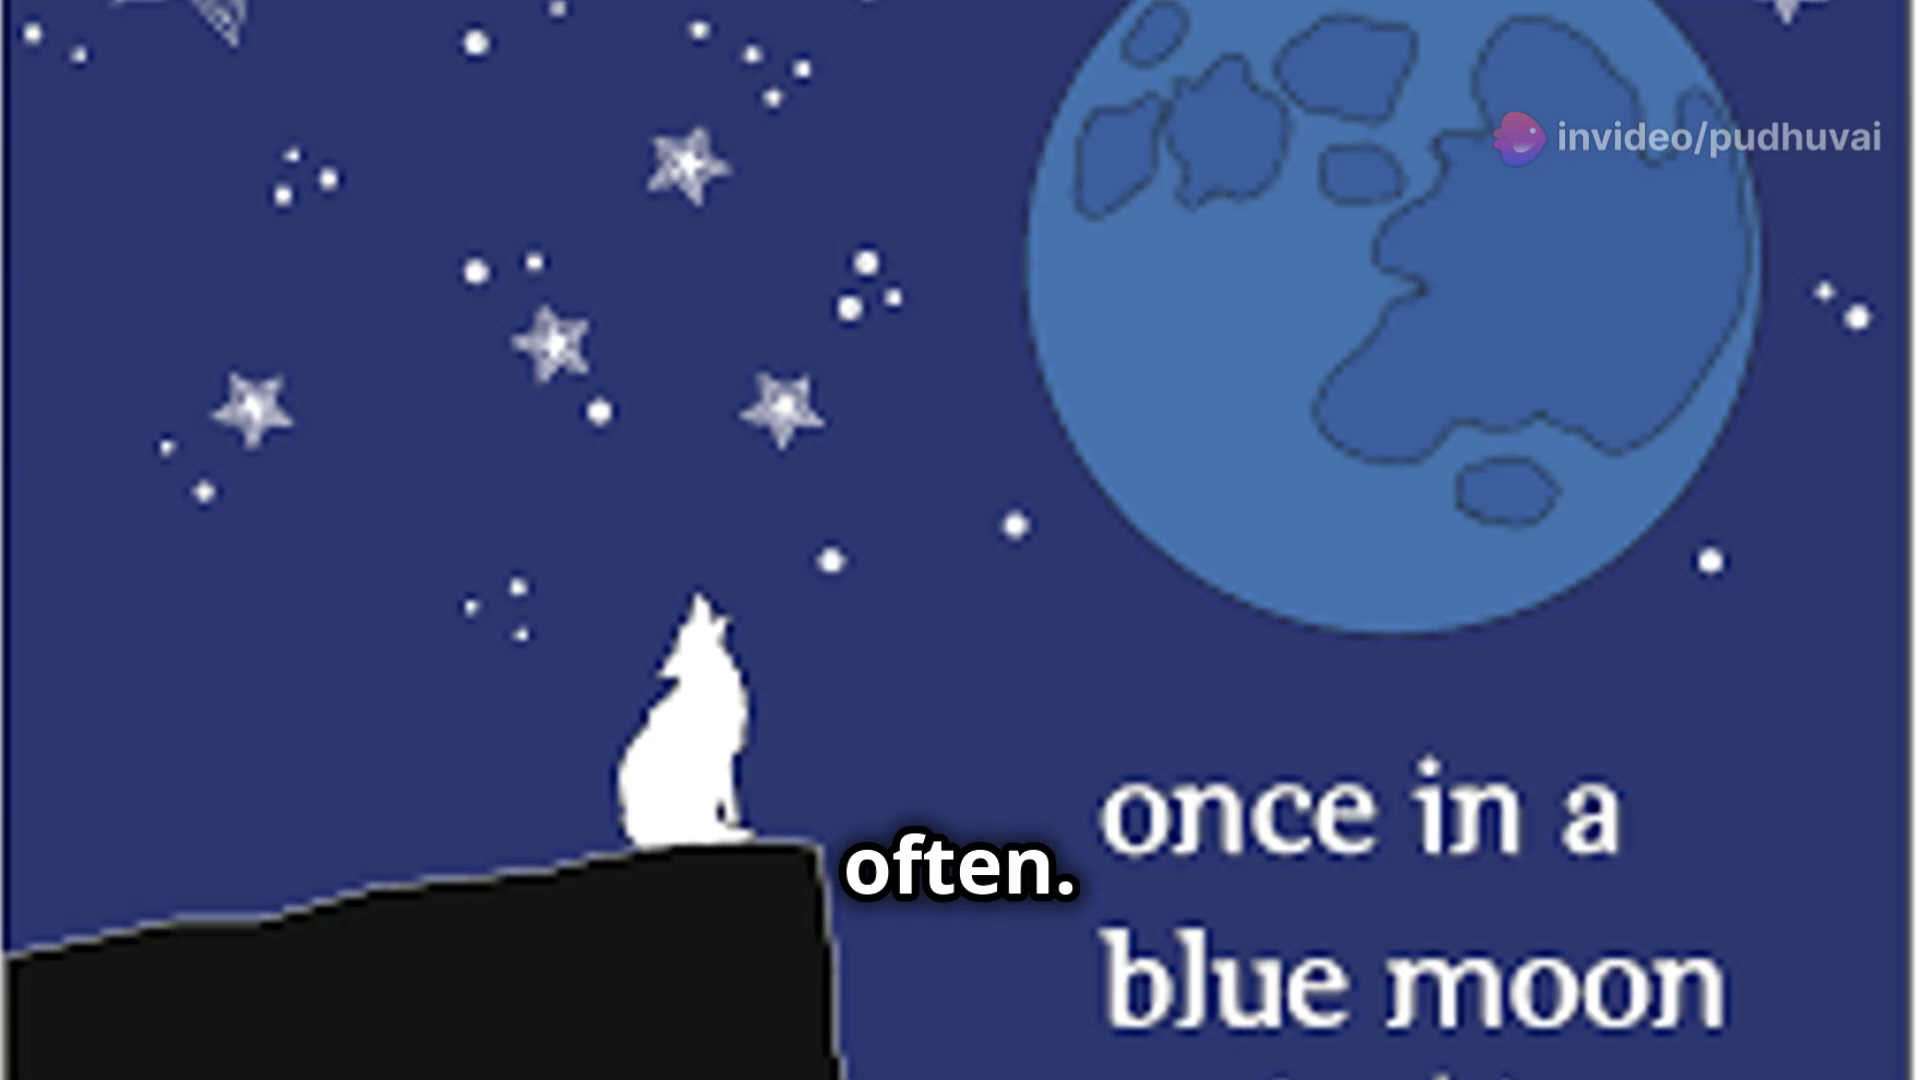 invideo/pudhuvai
once in a
often.
blue moon